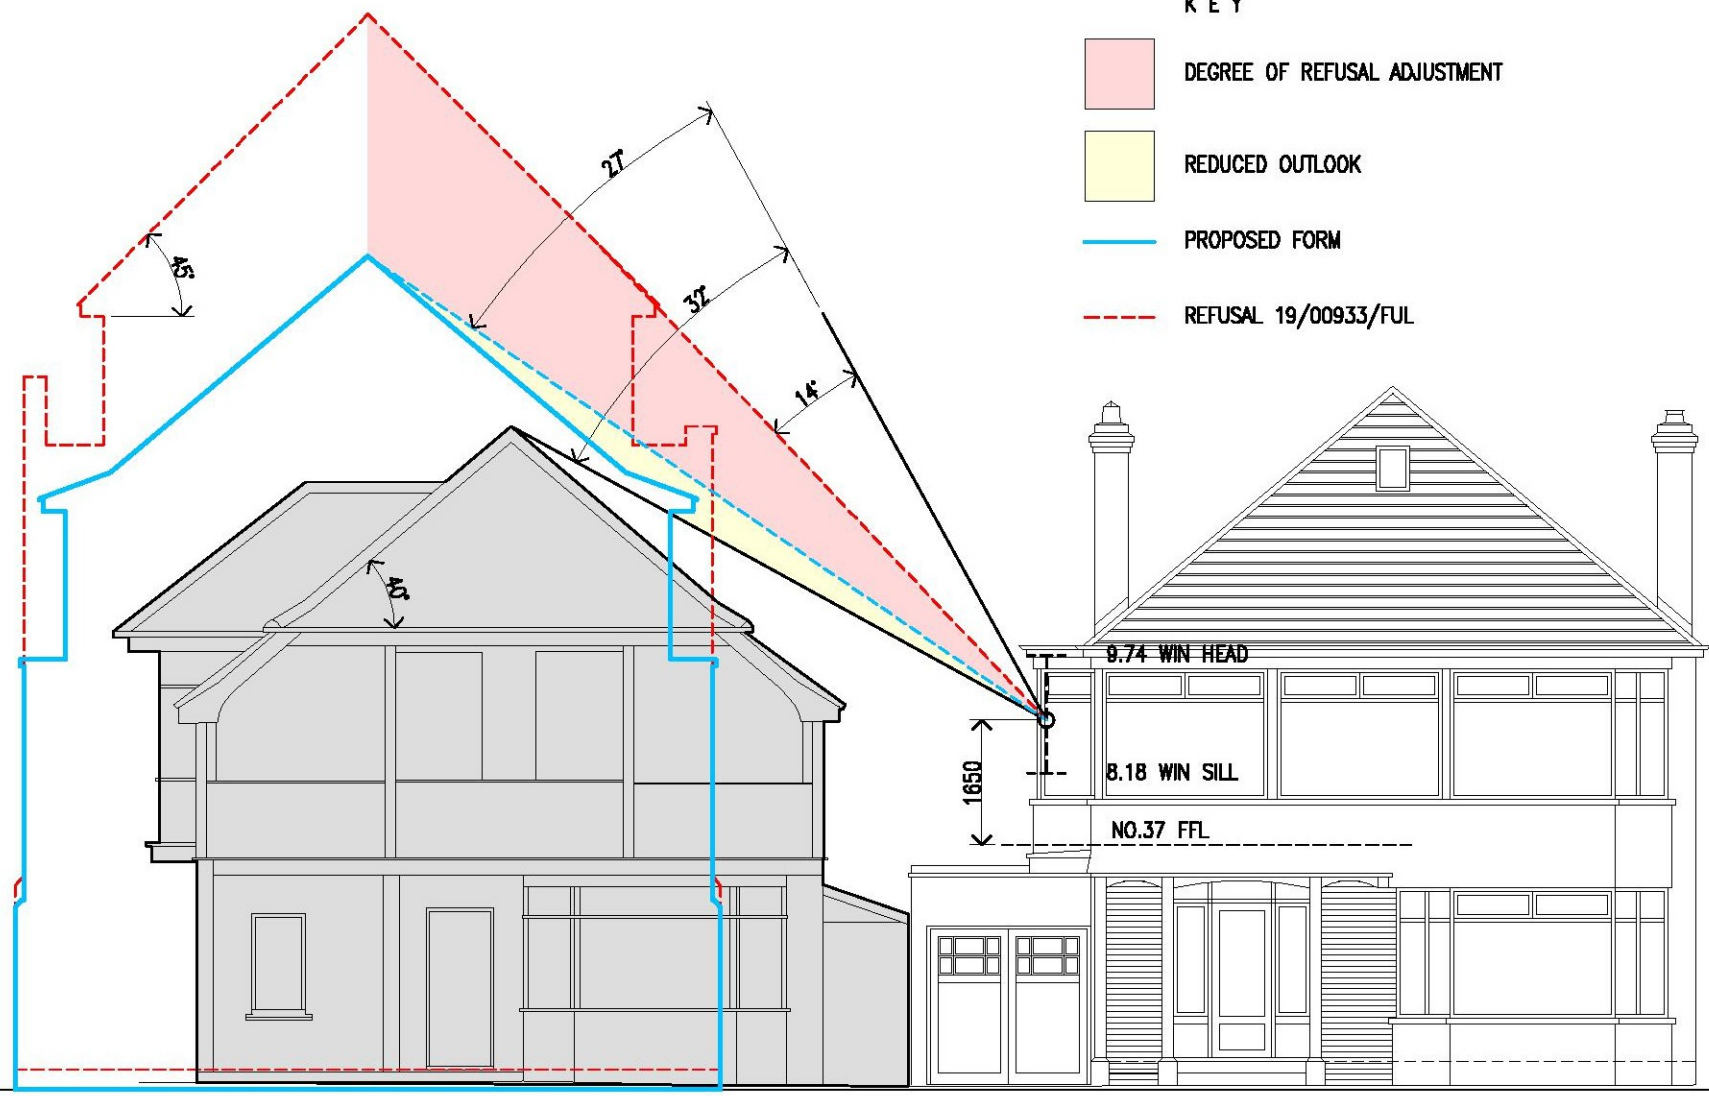 KEY
DEGREE OF REFUSAL ADJUSTMENT
REDUCED OUTLOOK
PROPOSED FORM
REFUSAL 19/00933/FUL
27°
32°
14°
45°
40°
9.74 WIN HEAD
8.18 WIN SILL
1650
NO.37 FFL